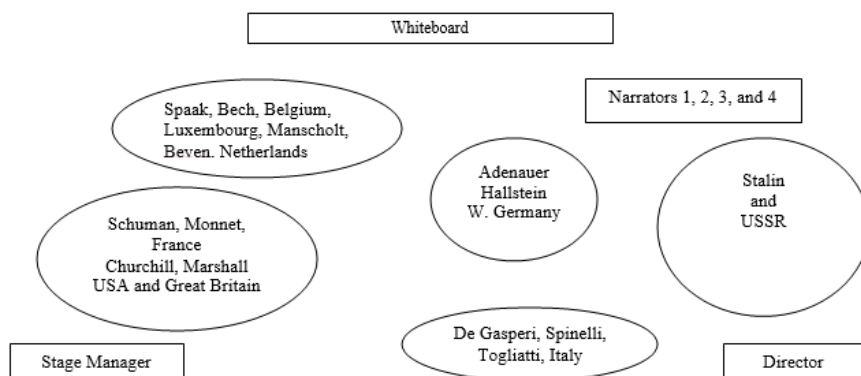 Whiteboard
Spaak, Bech, Belgium,
Luxembourg, Manscholt,
Beven. Netherlands
Narrators 1, 2, 3, and 4
Adenauer
Hallstein
W. Germany
Stalin
and
USSR
Schuman, Monnet,
France
Churchill, Marshall
USA and Great Britain
De Gasperi, Spinelli,
Togliatti, Italy
Stage Manager
Director